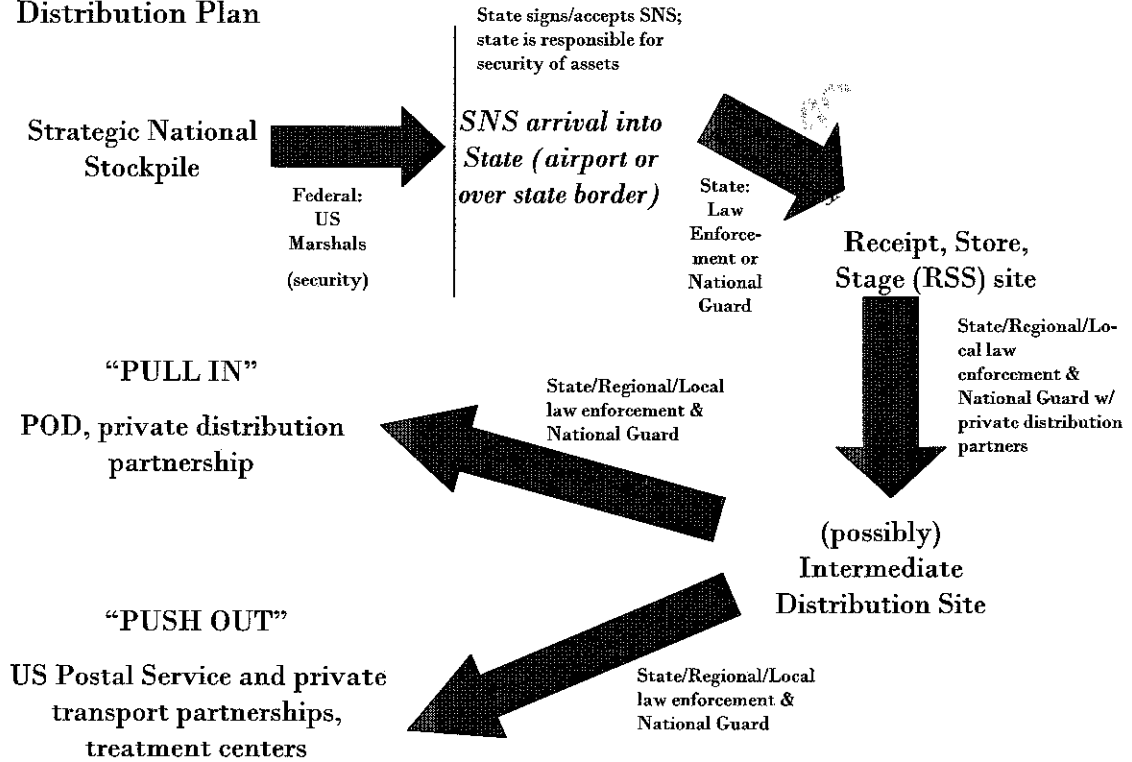 Distribution Plan
State signs/accepts SNS;
state is responsible for
security of assets
Strategic National
Stockpile
Federal:
US
Marshals
(security)
SNS arrival into
State (airport or
over state border)
State:
Law
Enforce-
ment or
National
Guard
Receipt, Store,
Stage (RSS) site
State/Regional/Lo-
cal law
enforcement &
National Guard w/
private distribution
partners
(possibly)
Intermediate
Distribution Site
State/Regional/Local
law enforcement &
National Guard
“PULL IN”
POD, private distribution
partnership
“PUSH OUT”
US Postal Service and private
transport partnerships,
treatment centers
State/Regional/Local
law enforcement &
National Guard